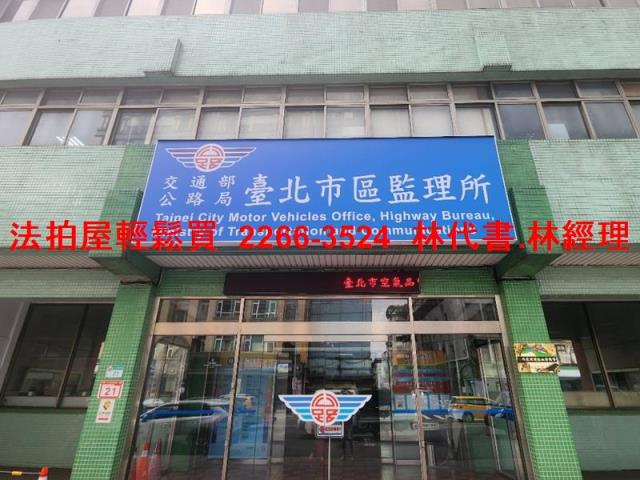 交通部
公路局
臺北市區監理所
Taipei City Motor Vehicles Office, Highway Bureau,
法拍屋輕鬆買 2266-3524 林代書.林經理
臺北市空氣品
21